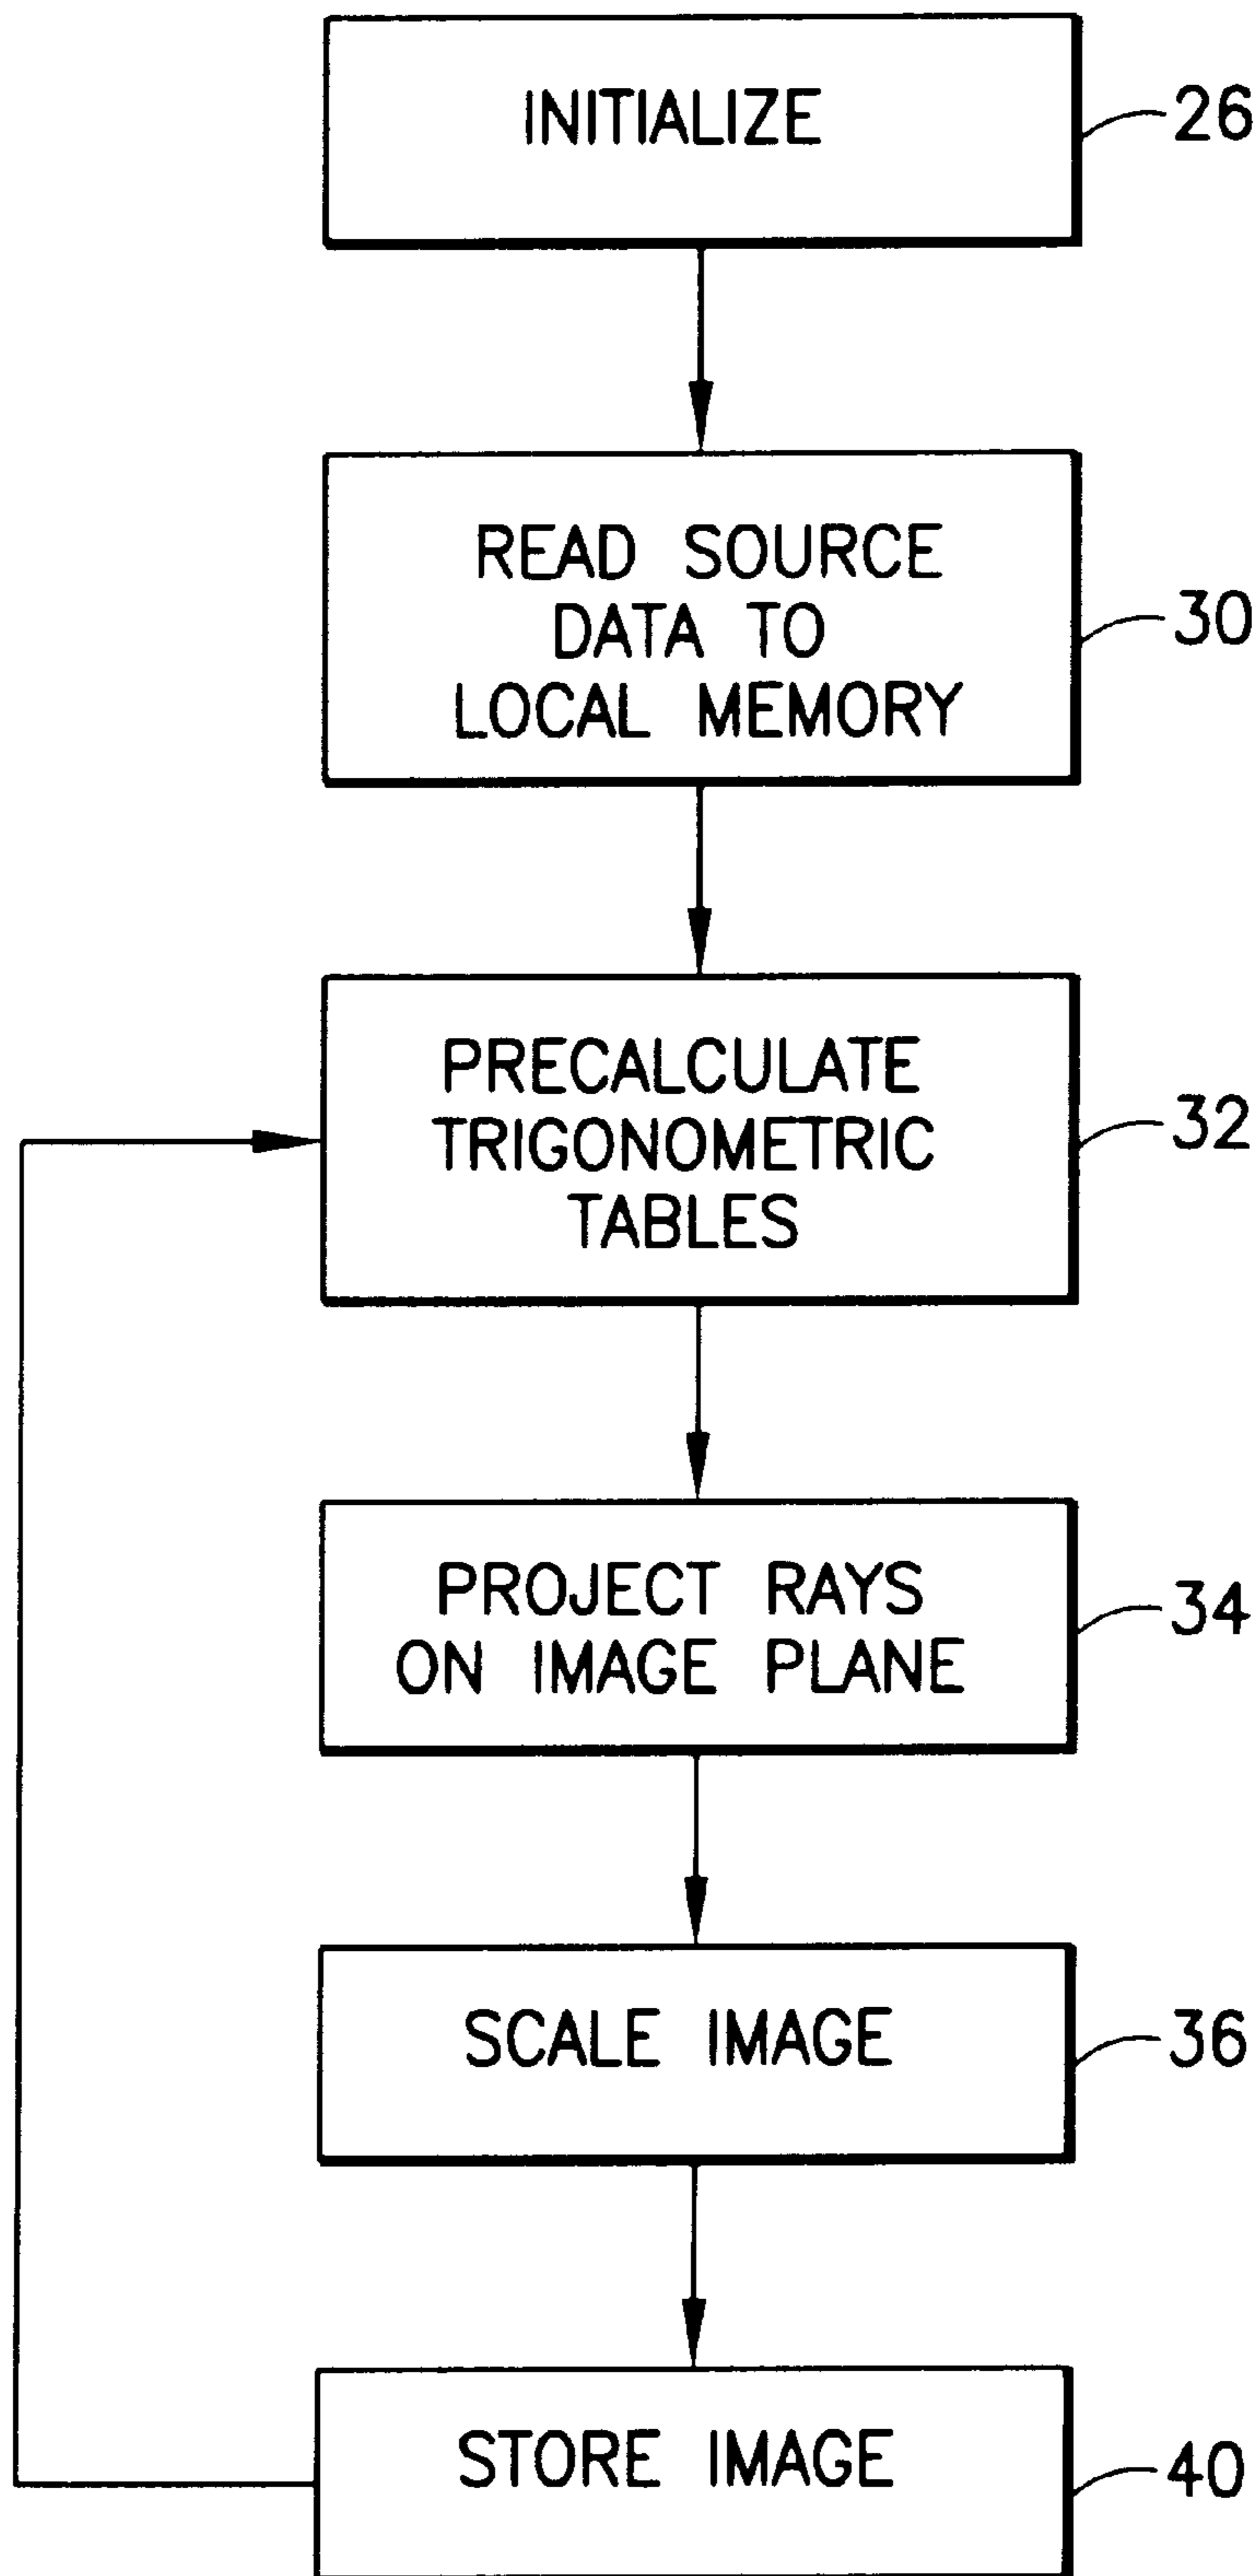 INITIALIZE
26
READ SOURCE
DATA TO
LOCAL MEMORY
30
PRECALCULATE
TRIGONOMETRIC
TABLES
32
PROJECT RAYS
ON IMAGE PLANE
34
SCALE IMAGE
36
STORE IMAGE
40